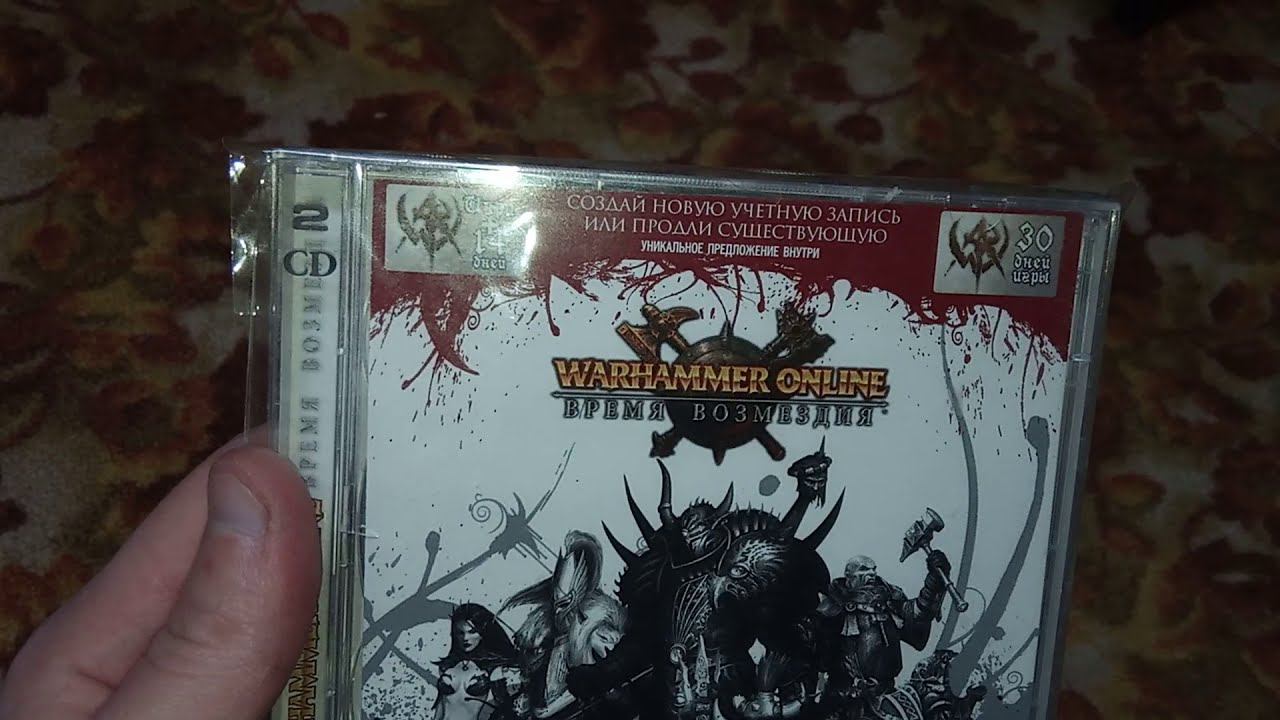 2
CD
ВРЕМЯ ВОЗМЕ
14
дней
СОЗДАЙ НОВУЮ УЧЕТНУЮ ЗАПИСЬ
ИЛИ ПРОДЛИ СУЩЕСТВУЮЩУЮ
УНИКАЛЬНОЕ ПРЕДЛОЖЕНИЕ ВНУТРИ
30
дней
игры
WARHAMMER ONLINE
ВРЕМЯ ВОЗМЕЗДИЯ